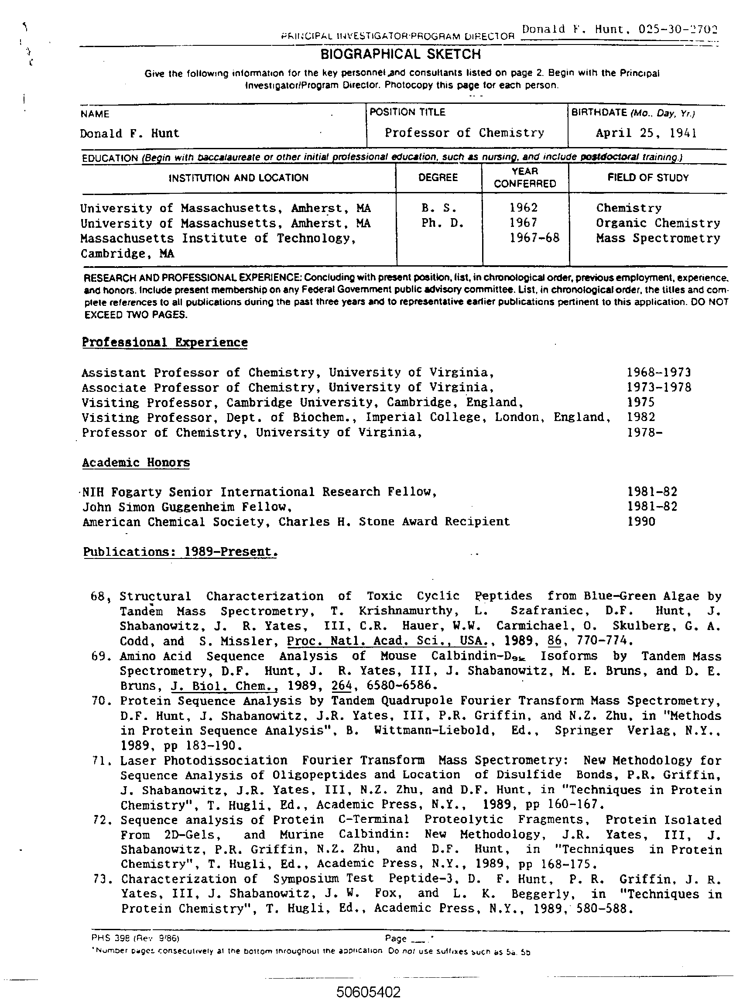 PRINCIPAL INVESTIGATOR/PROGRAM DIRECTOR Donald F. Hunt, 025-30-2702
BIOGRAPHICAL SKETCH
Give the following information for the key personnel and consultants listed on page 2. Begin with the Principal
Investigator/Program Director. Photocopy this page for each person.
NAME POSITION TITLE BIRTHDATE (Mo., Day, Yr.)
Donald F. Hunt Professor of Chemistry April 25, 1941
EDUCATION (Begin with baccalaureate or other initial professional education, such as nursing, and include postdoctoral training.)
INSTITUTION AND LOCATION DEGREE YEAR CONFERRED FIELD OF STUDY
University of Massachusetts, Amherst, MA B. S. 1962 Chemistry
University of Massachusetts, Amherst, MA Ph. D. 1967 Organic Chemistry
Massachusetts Institute of Technology, 1967-68 Mass Spectrometry
Cambridge, MA
RESEARCH AND PROFESSIONAL EXPERIENCE: Concluding with present position, list, in chronological order, previous employment, experience,
and honors. Include present membership on any Federal Government public advisory committee. List, in chronological order, the titles and com-
plete references to all publications during the past three years and to representative earlier publications pertinent to this application. DO NOT
EXCEED TWO PAGES.
Professional Experience
Assistant Professor of Chemistry, University of Virginia, 1968-1973
Associate Professor of Chemistry, University of Virginia, 1973-1978
Visiting Professor, Cambridge University, Cambridge, England, 1975
Visiting Professor, Dept. of Biochem., Imperial College, London, England, 1982
Professor of Chemistry, University of Virginia, 1978-
Academic Honors
NIH Fogarty Senior International Research Fellow, 1981-82
John Simon Guggenheim Fellow, 1981-82
American Chemical Society, Charles H. Stone Award Recipient 1990
Publications: 1989-Present.
68, Structural Characterization of Toxic Cyclic Peptides from Blue-Green Algae by
Tandem Mass Spectrometry, T. Krishnamurthy, L. Szafraniec, D.F. Hunt, J.
Shabanowitz, J. R. Yates, III, C.R. Hauer, W.W. Carmichael, O. Skulberg, G. A.
Codd, and S. Missler, Proc. Natl. Acad. Sci., USA., 1989, 86, 770-774.
69. Amino Acid Sequence Analysis of Mouse Calbindin-D9k Isoforms by Tandem Mass
Spectrometry, D.F. Hunt, J. R. Yates, III, J. Shabanowitz, M. E. Bruns, and D. E.
Bruns, J. Biol. Chem., 1989, 264, 6580-6586.
70. Protein Sequence Analysis by Tandem Quadrupole Fourier Transform Mass Spectrometry,
D.F. Hunt, J. Shabanowitz, J.R. Yates, III, P.R. Griffin, and N.Z. Zhu, in "Methods
in Protein Sequence Analysis", B. Wittmann-Liebold, Ed., Springer Verlag, N.Y.,
1989, pp 183-190.
71. Laser Photodissociation Fourier Transform Mass Spectrometry: New Methodology for
Sequence Analysis of Oligopeptides and Location of Disulfide Bonds, P.R. Griffin,
J. Shabanowitz, J.R. Yates, III, N.Z. Zhu, and D.F. Hunt, in "Techniques in Protein
Chemistry", T. Hugli, Ed., Academic Press, N.Y., 1989, pp 160-167.
72. Sequence analysis of Protein C-Terminal Proteolytic Fragments, Protein Isolated
From 2D-Gels, and Murine Calbindin: New Methodology, J.R. Yates, III, J.
Shabanowitz, P.R. Griffin, N.Z. Zhu, and D.F. Hunt, in "Techniques in Protein
Chemistry", T. Hugli, Ed., Academic Press, N.Y., 1989, pp 168-175.
73. Characterization of Symposium Test Peptide-3, D. F. Hunt, P. R. Griffin, J. R.
Yates, III, J. Shabanowitz, J. W. Fox, and L. K. Beggerly, in "Techniques in
Protein Chemistry", T. Hugli, Ed., Academic Press, N.Y., 1989, 580-588.
PHS 398 (Rev. 9/86) Page ___*
*Number pages consecutively at the bottom throughout the application. Do not use suffixes such as 5a, 5b.
50605402